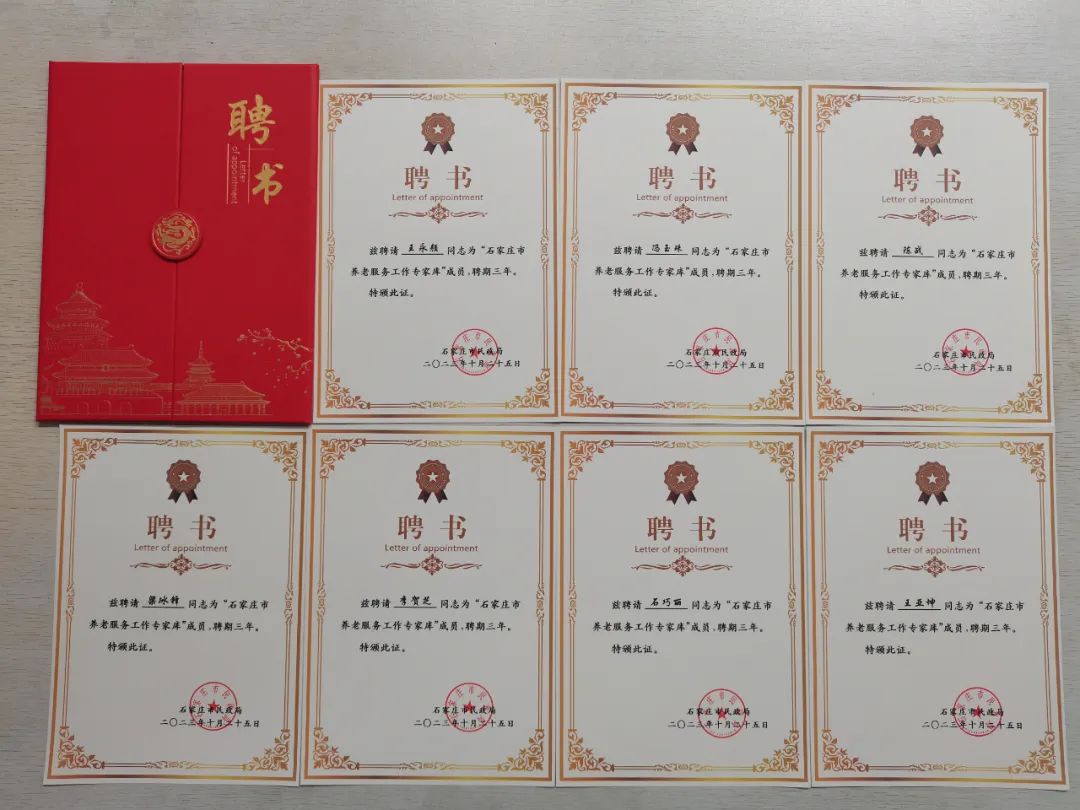 聘书
Letter
of appointment
聘书
Letter of appointment
兹聘请 王永颜 同志为“石家庄市
养老服务工作专家库”成员,聘期三年。
特颁此证。
石家庄市民政局
二〇二三年十月二十五日
聘书
Letter of appointment
兹聘请 冯玉珠 同志为“石家庄市
养老服务工作专家库”成员,聘期三年。
特颁此证。
石家庄市民政局
二〇二三年十月二十五日
聘书
Letter of appointment
兹聘请 陈斌 同志为“石家庄市
养老服务工作专家库”成员,聘期三年。
特颁此证。
石家庄市民政局
二〇二三年十月二十五日
聘书
Letter of appointment
兹聘请 梁冰锋 同志为“石家庄市
养老服务工作专家库”成员,聘期三年。
特颁此证。
石家庄市民政局
二〇二三年十月二十五日
聘书
Letter of appointment
兹聘请 李贺芝 同志为“石家庄市
养老服务工作专家库”成员,聘期三年。
特颁此证。
石家庄市民政局
二〇二三年十月二十五日
聘书
Letter of appointment
兹聘请 石巧丽 同志为“石家庄市
养老服务工作专家库”成员,聘期三年。
特颁此证。
石家庄市民政局
二〇二三年十月二十五日
聘书
Letter of appointment
兹聘请 王亚坤 同志为“石家庄市
养老服务工作专家库”成员,聘期三年。
特颁此证。
石家庄市民政局
二〇二三年十月二十五日